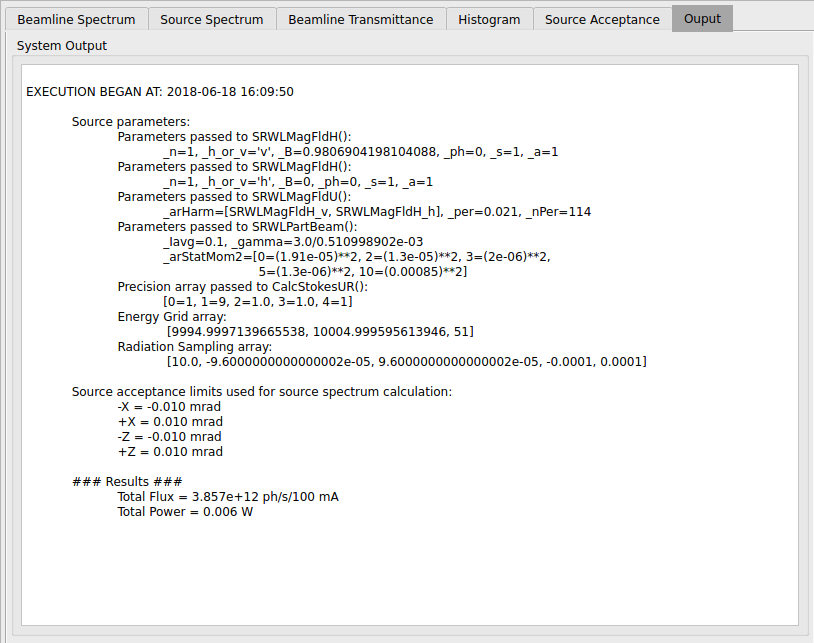 Beamline Spectrum Source Spectrum Beamline Transmittance Histogram Source Acceptance Ouput
System Output
EXECUTION BEGAN AT: 2018-06-18 16:09:50
Source parameters:
Parameters passed to SRWLMagFldH():
_n=1, _h_or_v='v', _B=0.9806904198104088, _ph=0, _s=1, _a=1
Parameters passed to SRWLMagFldH():
_n=1, _h_or_v='h', _B=0, _ph=0, _s=1, _a=1
Parameters passed to SRWLMagFldU():
_arHarm=[SRWLMagFldH_v, SRWLMagFldH_h], _per=0.021, _nPer=114
Parameters passed to SRWLPartBeam():
_Iavg=0.1, _gamma=3.0/0.510998902e-03
_arStatMom2=[0=(1.91e-05)**2, 2=(1.3e-05)**2, 3=(2e-06)**2,
5=(1.3e-06)**2, 10=(0.00085)**2]
Precision array passed to CalcStokesUR():
[0=1, 1=9, 2=1.0, 3=1.0, 4=1]
Energy Grid array:
[9994.9997139665538, 10004.999595613946, 51]
Radiation Sampling array:
[10.0, -9.6000000000000002e-05, 9.6000000000000002e-05, -0.0001, 0.0001]
Source acceptance limits used for source spectrum calculation:
-X = -0.010 mrad
+X = 0.010 mrad
-Z = -0.010 mrad
+Z = 0.010 mrad
### Results ###
Total Flux = 3.857e+12 ph/s/100 mA
Total Power = 0.006 W